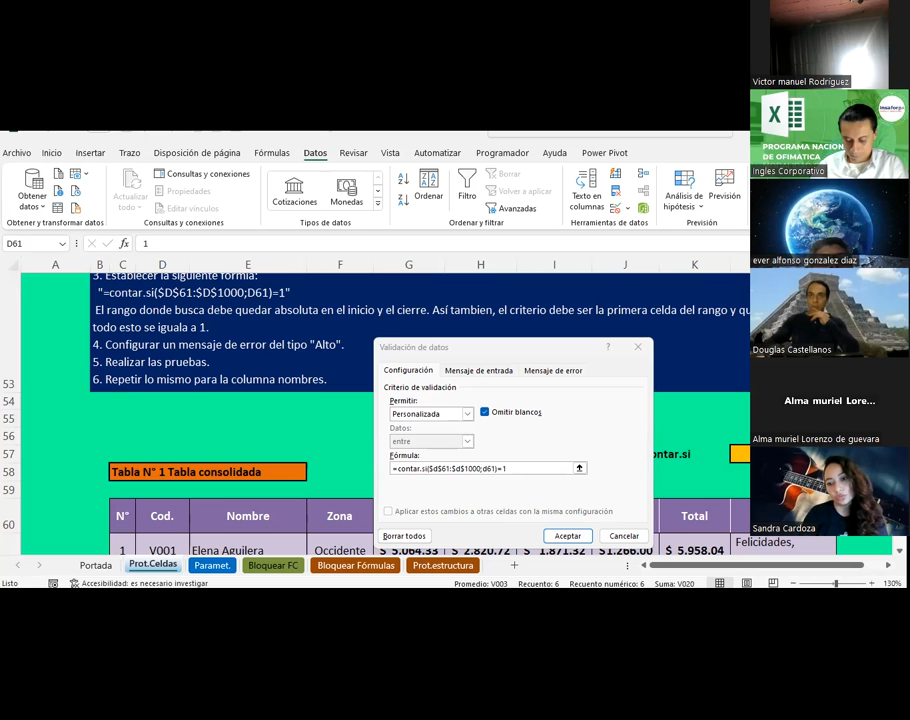 Archivo Inicio Insertar Trazo Disposición de página Fórmulas Datos Revisar Vista Automatizar Programador Ayuda Power Pivot
Obtener datos
Actualizar todo
Consultas y conexiones
Propiedades
Editar vínculos
Cotizaciones
Monedas
Ordenar
Filtro
Borrar
Volver a aplicar
Avanzadas
Texto en columnas
Análisis de hipótesis
Previsión
Obtener y transformar datos
Consultas y conexiones
Tipos de datos
Ordenar y filtrar
Herramientas de datos
Previsión
D61
fx
1
A B C D E F G H I J K
3. Establecer la siguiente forma:
"=contar.si($D$61:$D$1000;D61)=1"
El rango donde busca debe quedar absoluta en el inicio y el cierre. Así tambien, el criterio debe ser la primera celda del rango y qu
todo esto se iguala a 1.
4. Configurar un mensaje de error del tipo "Alto".
5. Realizar las pruebas.
6. Repetir lo mismo para la columna nombres.
53
54
55
56
57
58
59
60
ontar.si
Tabla N° 1 Tabla consolidada
N° Cod. Nombre Zona Total
1 V001 Elena Aguilera Occidente $ 5.064.33 $ 2,820.72 $ 1,871.32 $1,266.00 $ 5,958.04 Felicidades,
Validación de datos
?
Configuración Mensaje de entrada Mensaje de error
Criterio de validación
Permitir:
Personalizada
Omitir blancos
Datos:
entre
Fórmula:
=contar.si($d$61:$d$1000;d61)=1
Aplicar estos cambios a otras celdas con la misma configuración
Borrar todos Aceptar Cancelar
Portada Prot.Celdas Paramet. Bloquear FC Bloquear Fórmulas Prot.estructura
Listo Accesibilidad: es necesario investigar Promedio: V003 Recuento: 6 Recuento numérico: 6 Suma: V020 130%
Victor manuel Rodríguez
PROGRAMA NACION
DE OFIMÁTICA
insaforp
Ingles Corporativo
ever alfonso gonzalez diaz
Douglas Castellanos
Alma muriel Lore...
Alma muriel Lorenzo de guevara
Sandra Cardoza